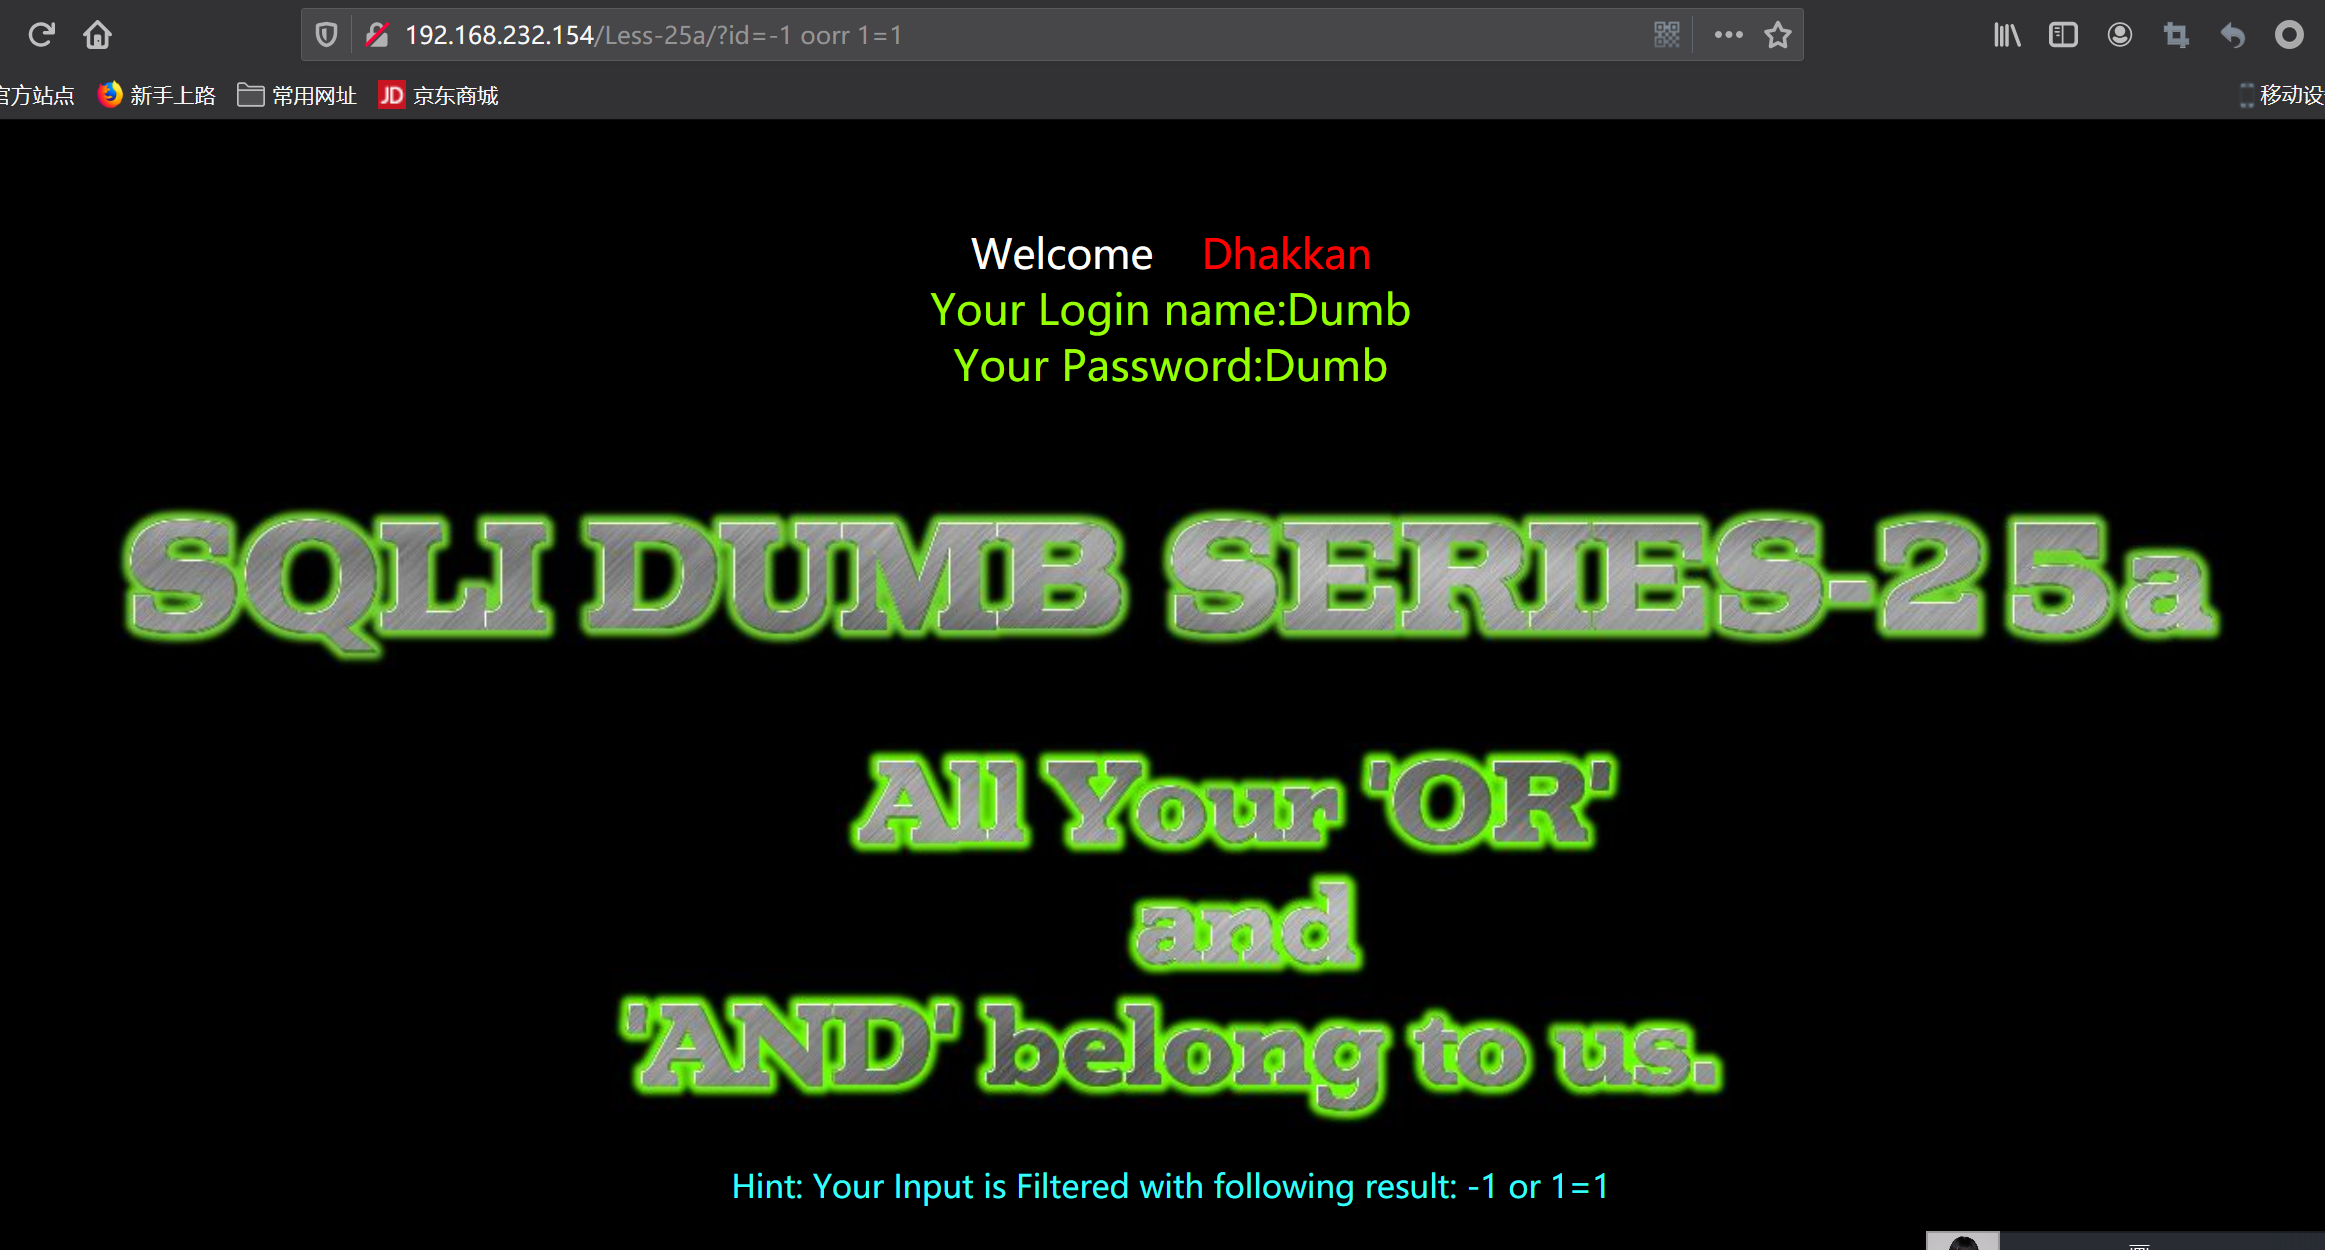 192.168.232.154/Less-25a/?id=-1 oorr 1=1
官方站点 新手上路 常用网址 JD 京东商城 移动设
Welcome Dhakkan
Your Login name:Dumb
Your Password:Dumb
SQLI DUMB SERIES-25a
All Your 'OR'
and
'AND' belong to us.
Hint: Your Input is Filtered with following result: -1 or 1=1